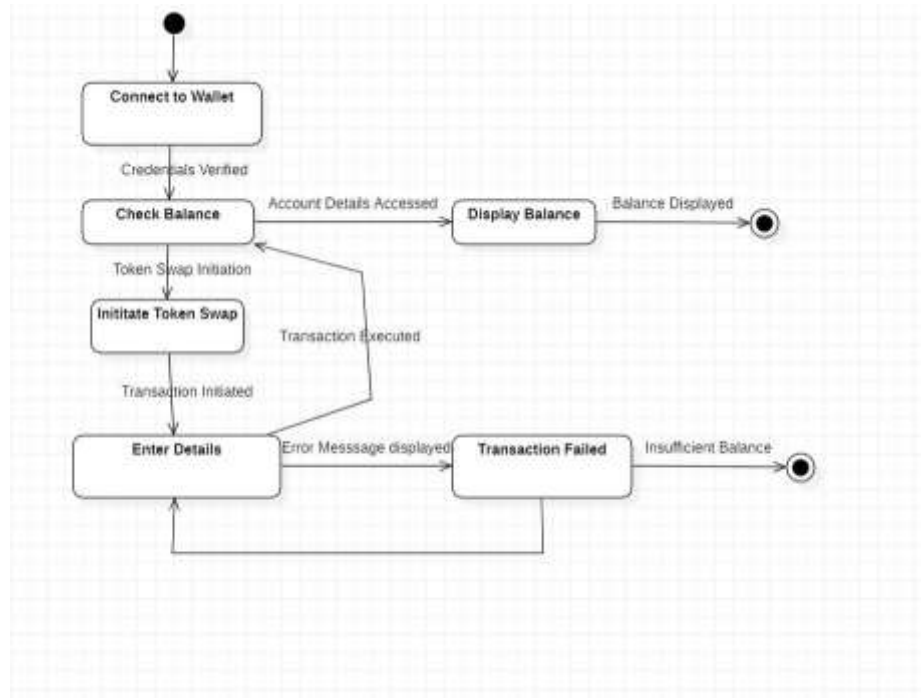 Connect to Wallet
Credentials Verified
Check Balance
Account Details Accessed
Display Balance
Balance Displayed
Token Swap Initiation
Inititate Token Swap
Transaction Executed
Transaction Initiated
Enter Details
Error Messsage displayed
Transaction Failed
Insufficient Balance